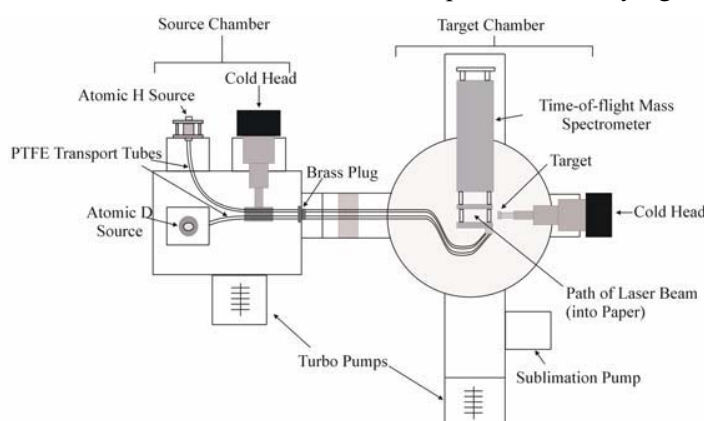 Source Chamber
Target Chamber
Cold Head
Atomic H Source
Time-of-flight Mass
Spectrometer
PTFE Transport Tubes
Brass Plug
Target
Atomic D
Source
Cold Head
Path of Laser Beam
(into Paper)
Turbo Pumps
Sublimation Pump